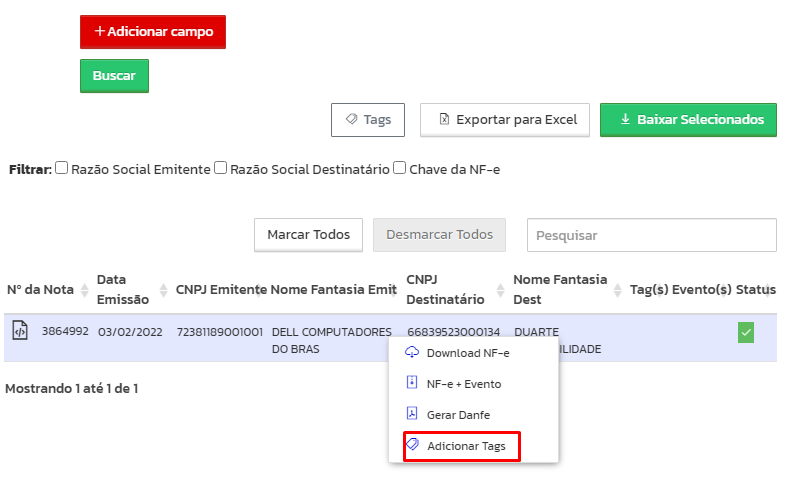 + Adicionar campo
Buscar
Tags
Exportar para Excel
Baixar Selecionados
Filtrar: Razão Social Emitente Razão Social Destinatário Chave da NF-e
Marcar Todos
Desmarcar Todos
Pesquisar
Nº da Nota
Data Emissão
CNPJ Emitente
Nome Fantasia Emit
CNPJ Destinatário
Nome Fantasia Dest
Tag(s)
Evento(s)
Status
3864992
03/02/2022
72381189001001
DELL COMPUTADORES
DO BRAS
66839523000134
DUARTE
ILIDADE
Download NF-e
NF-e + Evento
Gerar Danfe
Adicionar Tags
Mostrando 1 até 1 de 1